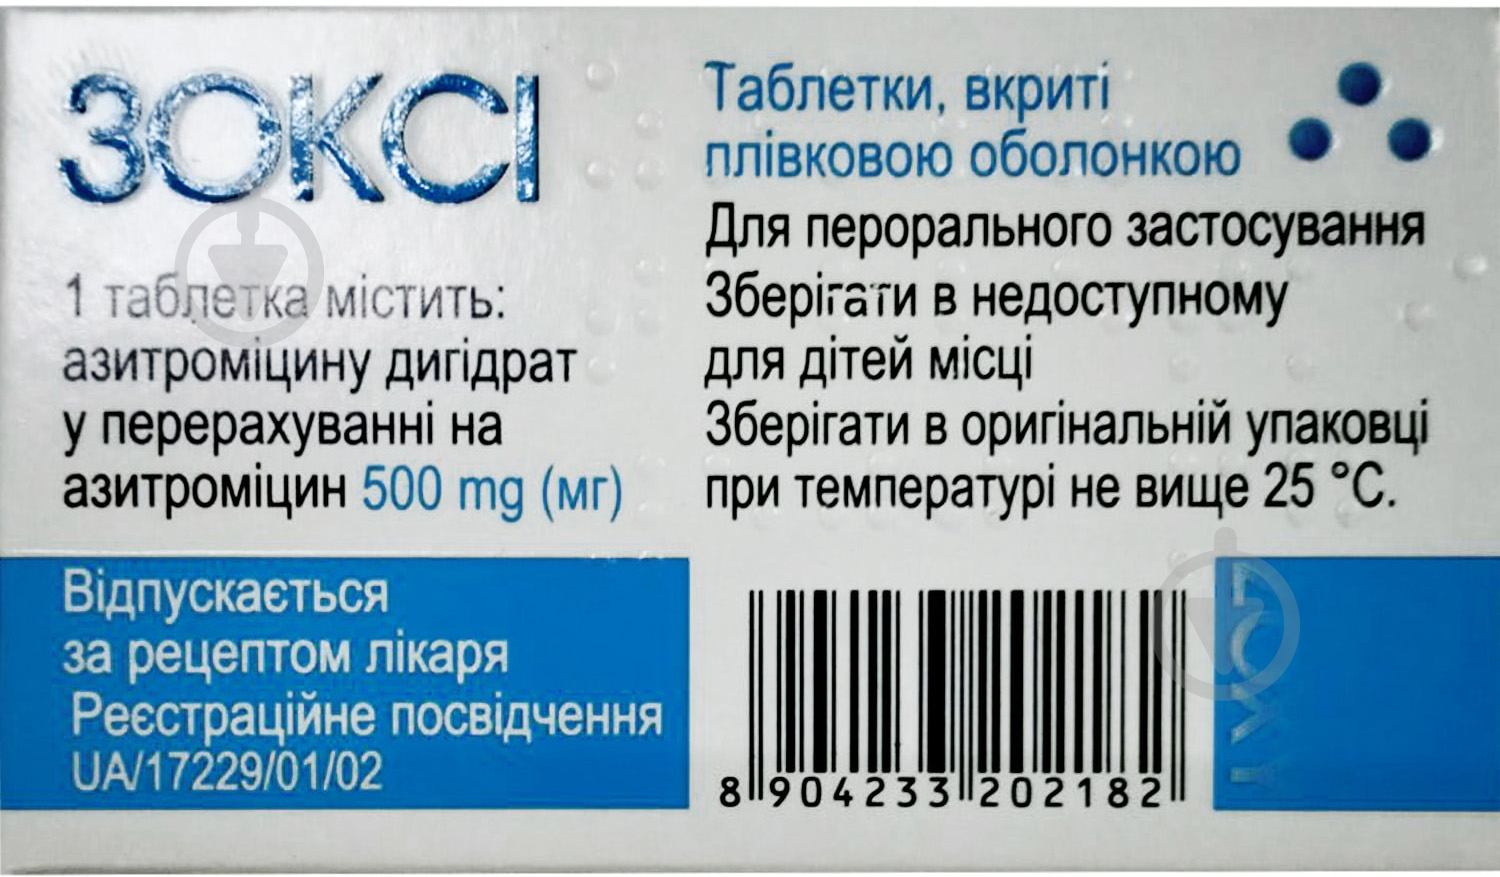 ЗОКСІ
1 таблетка містить:
азитроміцину дигідрат
у перерахуванні на
азитроміцин 500 mg (мг)
Таблетки, вкриті
плівковою оболонкою
Для перорального застосування
Зберігати в недоступному
для дітей місці
Зберігати в оригінальній упаковці
при температурі не вище 25 °C.
Відпускається
за рецептом лікаря
Реєстраційне посвідчення
UA/17229/01/02
8 904233 202182
ЗОКСІ